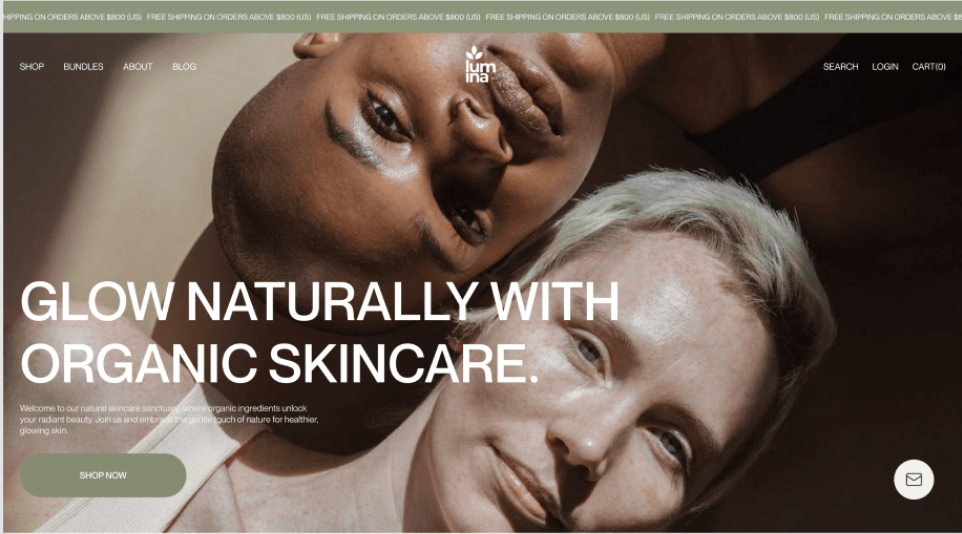 HIPPING ON ORDERS ABOVE $800 (US) FREE SHIPPING ON ORDERS ABOVE $800 (US) FREE SHIPPING ON ORDERS ABOVE $800 (US) FREE SHIPPING ON ORDERS ABOVE $800 (US) FREE SHIPPING ON ORDERS ABOVE $800 (US) FREE SHIPPING ON ORDERS ABOVE $8
SHOP BUNDLES ABOUT BLOG lumina SEARCH LOGIN CART(0)
GLOW NATURALLY WITH
ORGANIC SKINCARE.
Welcome to our natural skincare sanctuary, where organic ingredients unlock
your radiant beauty. Join us and embrace the gentle touch of nature for healthier,
glowing skin.
SHOP NOW